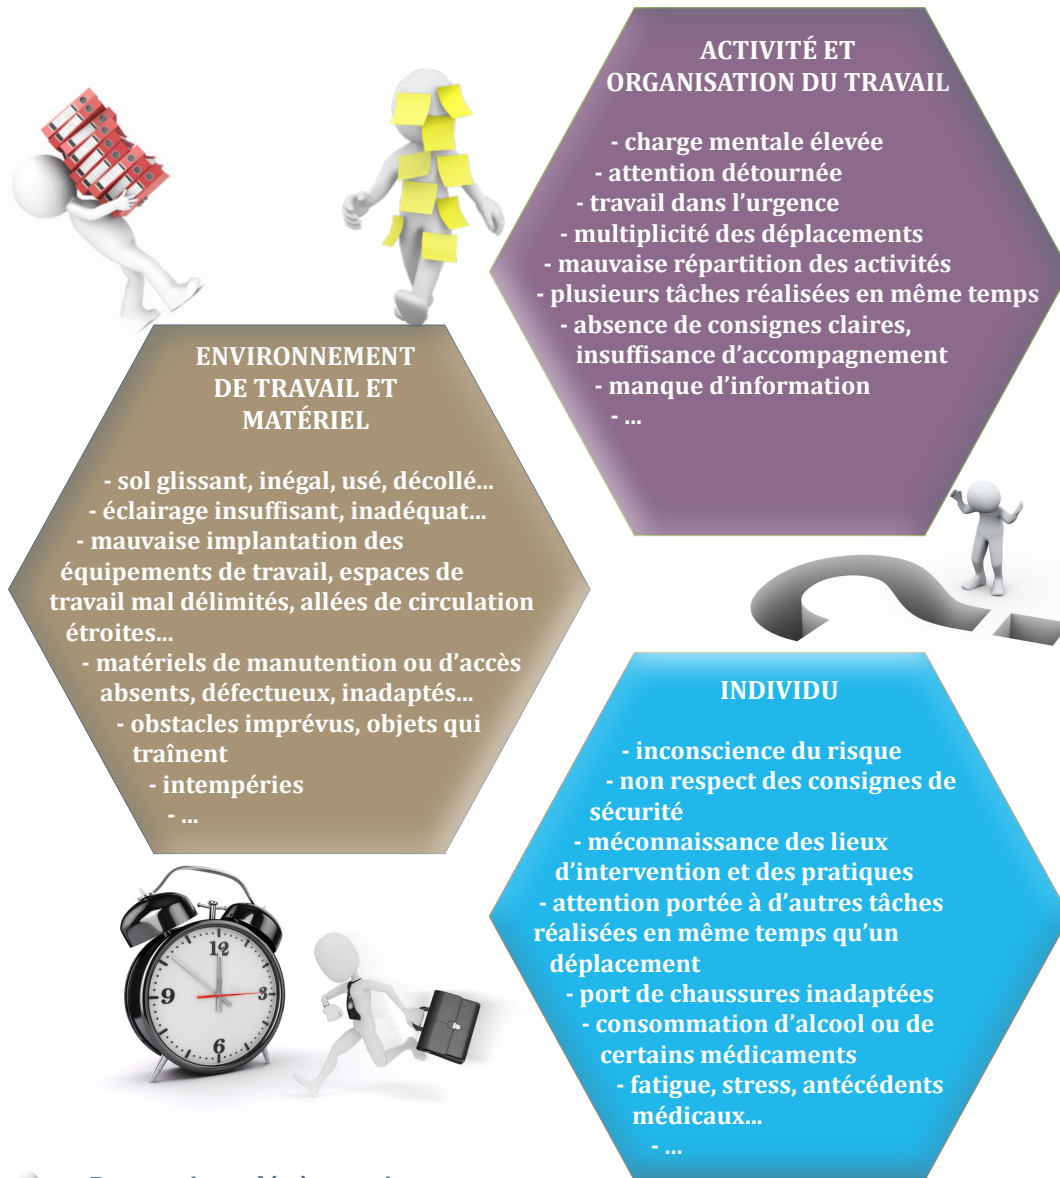 ACTIVITÉ ET
ORGANISATION DU TRAVAIL
- charge mentale élevée
- attention détournée
- travail dans l'urgence
- multiplicité des déplacements
- mauvaise répartition des activités
- plusieurs tâches réalisées en même temps
- absence de consignes claires,
insuffisance d'accompagnement
- manque d'information
- ...
ENVIRONNEMENT
DE TRAVAIL ET
MATÉRIEL
- sol glissant, inégal, usé, décollé...
- éclairage insuffisant, inadéquat...
- mauvaise implantation des
équipements de travail, espaces de
travail mal délimités, allées de circulation
étroites...
- matériels de manutention ou d'accès
absents, défectueux, inadaptés...
- obstacles imprévus, objets qui
traînent
- intempéries
- ...
INDIVIDU
- inconscience du risque
- non respect des consignes de
sécurité
- méconnaissance des lieux
d'intervention et des pratiques
- attention portée à d'autres tâches
réalisées en même temps qu'un
déplacement
- port de chaussures inadaptées
- consommation d'alcool ou de
certains médicaments
- fatigue, stress, antécédents
médicaux...
- ...
12
9
3
6